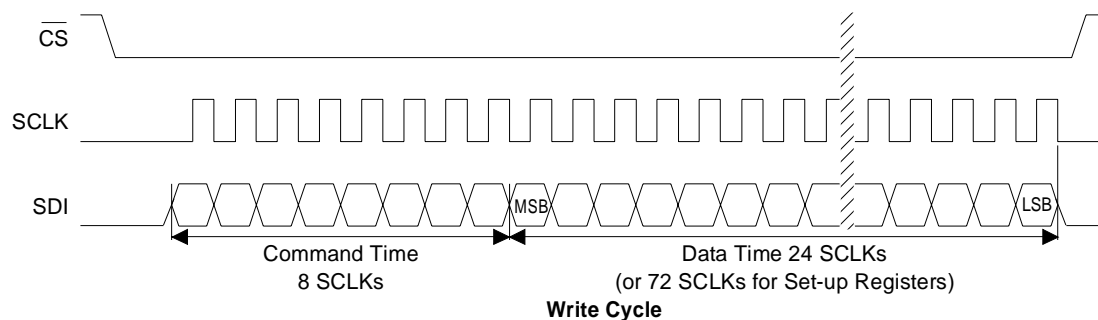 CS
SCLK
SDI
MSB
LSB
Command Time
8 SCLKs
Data Time 24 SCLKs
(or 72 SCLKs for Set-up Registers)
Write Cycle